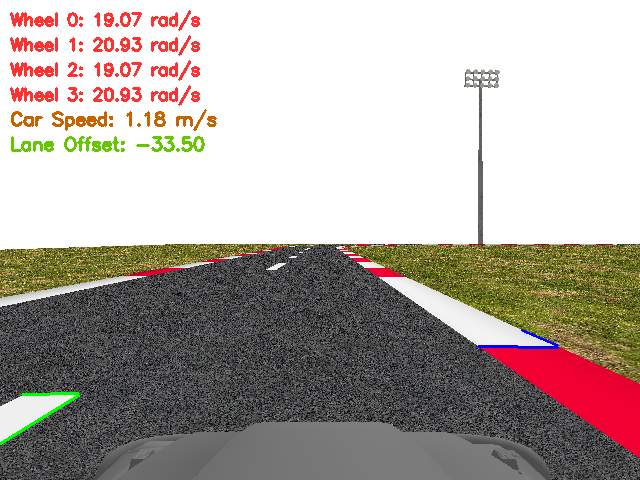 Wheel 0: 19.07 rad/s
Wheel 1: 20.93 rad/s
Wheel 2: 19.07 rad/s
Wheel 3: 20.93 rad/s
Car Speed: 1.18 m/s
Lane Offset: -33.50